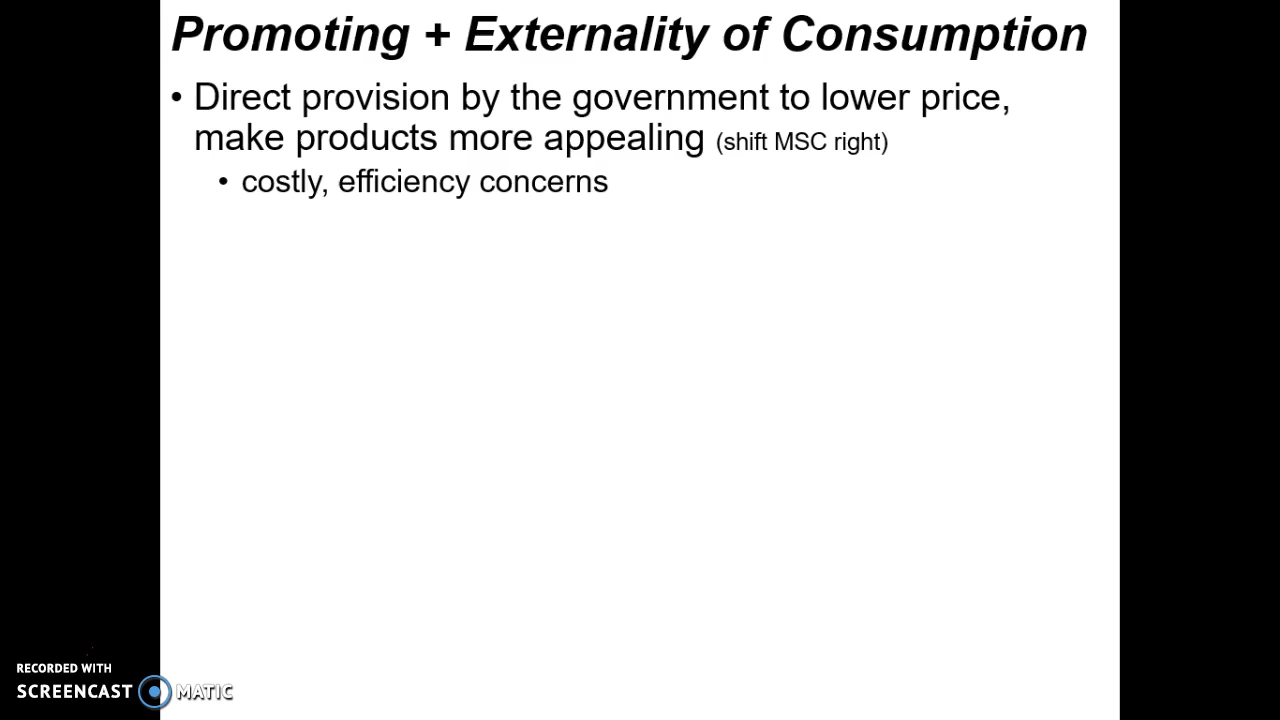 Promoting + Externality of Consumption
• Direct provision by the government to lower price,
make products more appealing (shift MSC right)
• costly, efficiency concerns
RECORDED WITH
SCREENCAST MATIC